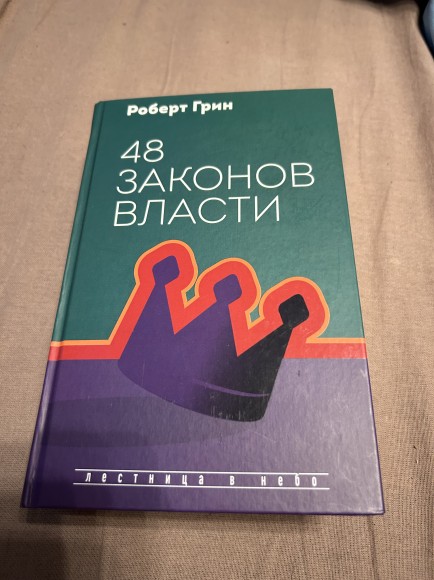 Роберт Грин
48
ЗАКОНОВ
ВЛАСТИ
лестница в небо